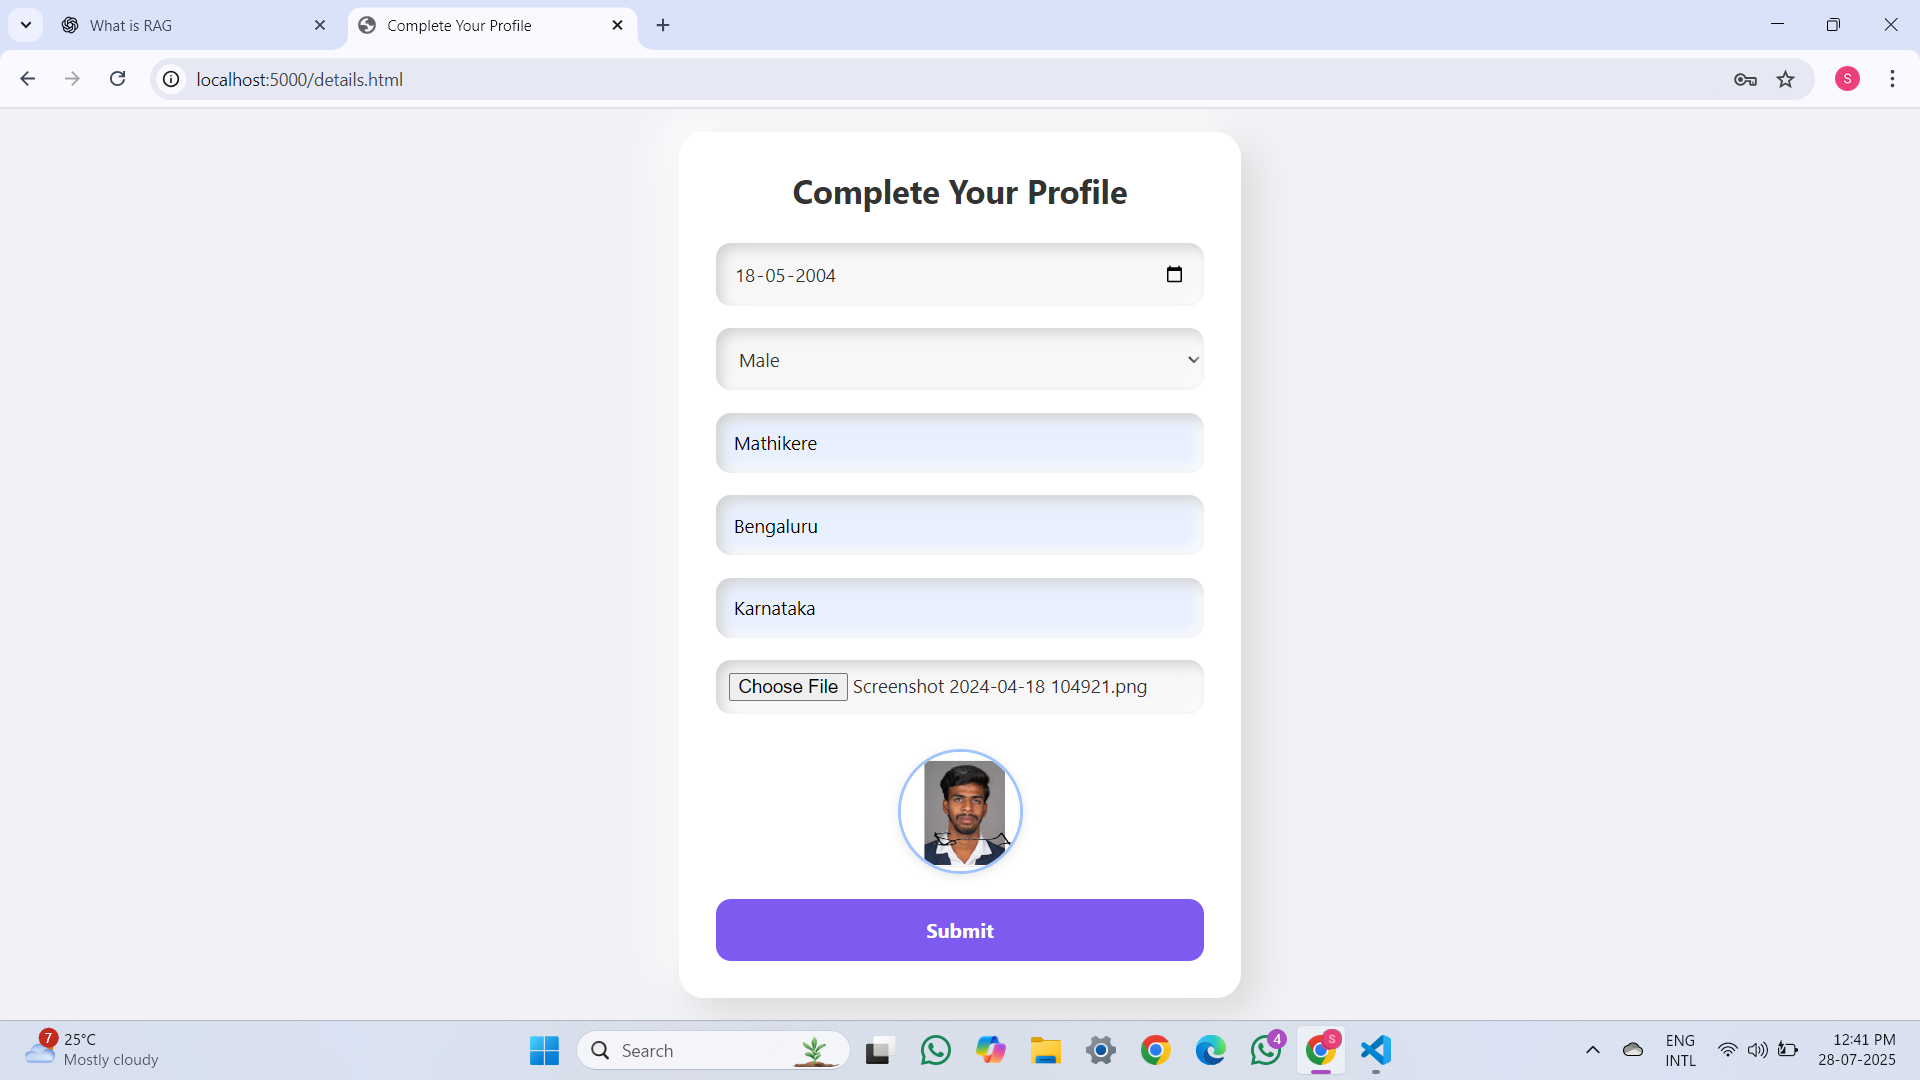 What is RAG
Complete Your Profile
localhost:5000/details.html
S
Complete Your Profile
18-05-2004
Male
Mathikere
Bengaluru
Karnataka
Choose File Screenshot 2024-04-18 104921.png
Submit
7
25°C
Mostly cloudy
Search
4
S
ENG
INTL
12:41 PM
28-07-2025